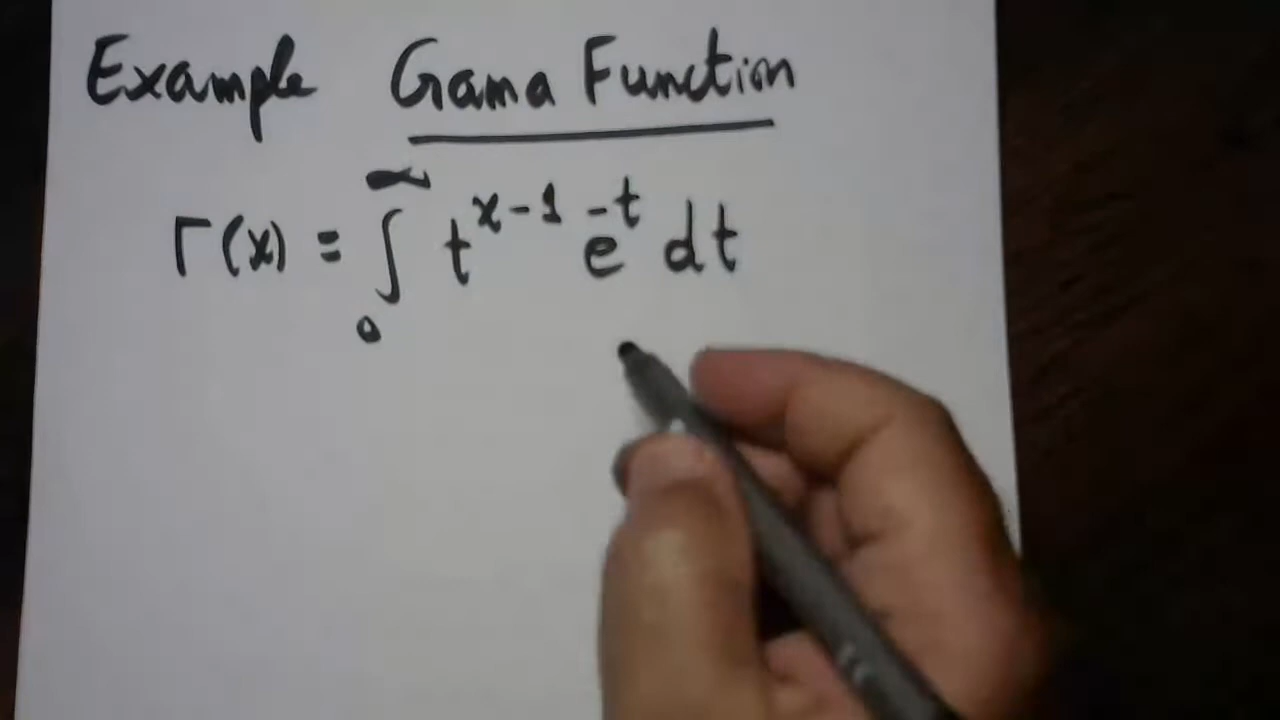 Example Gama Function
Γ(x) = ∫₀^∞ t^(x-1) e^(-t) dt